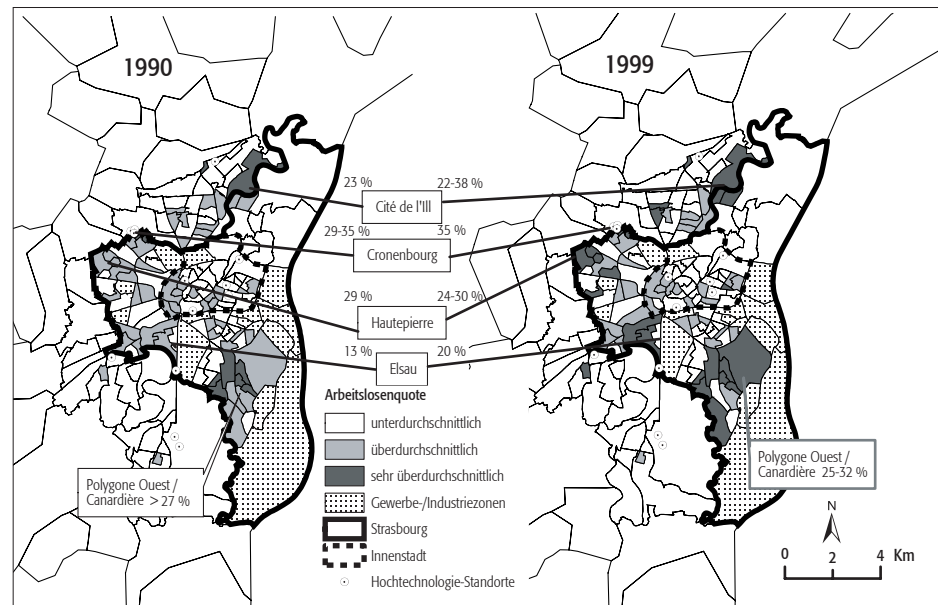 1990
1999
23 %
22-38 %
Cité de l'Ill
29-35 %
35 %
Cronenbourg
29 %
24-30 %
Hautepierre
13 %
20 %
Elsau
Arbeitslosenquote
unterdurchschnittlich
überdurchschnittlich
sehr überdurchschnittlich
Gewerbe-/Industriezonen
Strasbourg
Innenstadt
Hochtechnologie-Standorte
Polygone Ouest /
Canardière > 27 %
Polygone Ouest /
Canardière 25-32 %
N
0 2 4 Km